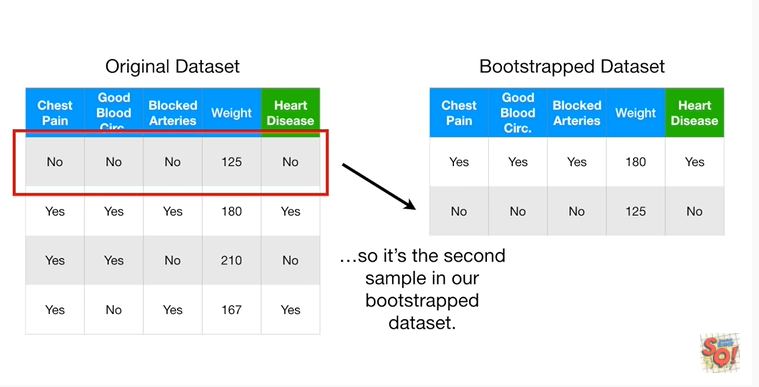 Original Dataset
Chest Pain Good Blood Circ. Blocked Arteries Weight Heart Disease
No No No 125 No
Yes Yes Yes 180 Yes
Yes Yes No 210 No
Yes No Yes 167 Yes
Bootstrapped Dataset
Chest Pain Good Blood Circ. Blocked Arteries Weight Heart Disease
Yes Yes Yes 180 Yes
No No No 125 No
…so it's the second
sample in our
bootstrapped
dataset.
SQ!